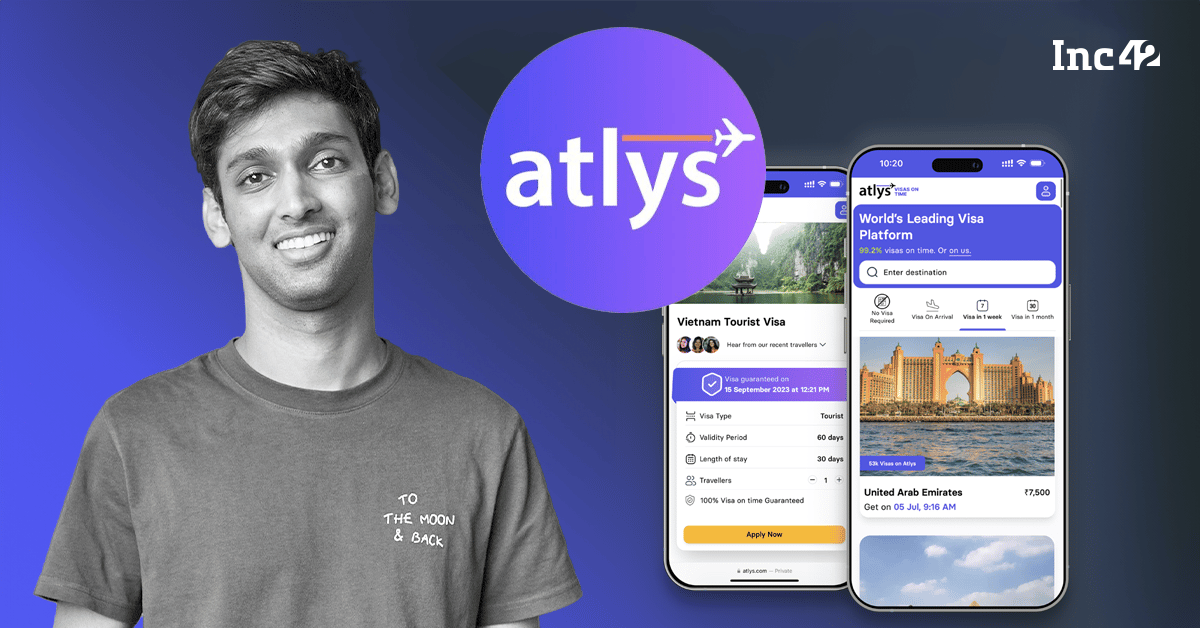 Inc42
atlys
TO
THE MOON
& BACK
Vietnam Tourist Visa
Hear from our recent travellers
Visa guaranteed on
15 September 2023 at 12:21 PM
Visa Type Tourist
Validity Period 60 days
Length of stay 30 days
Travellers − 1 +
100% Visa on time Guaranteed
Apply Now
atlys.com — Private
10:20
atlys VISAS ON
TIME
World's Leading Visa
Platform
99.2% visas on time. Or on us.
Enter destination
7 30
No Visa
Required
Visa On Arrival Visa in 1 week Visa in 1 month
53k Visas on Atlys
United Arab Emirates ₹7,500
Get on 05 Jul, 9:16 AM